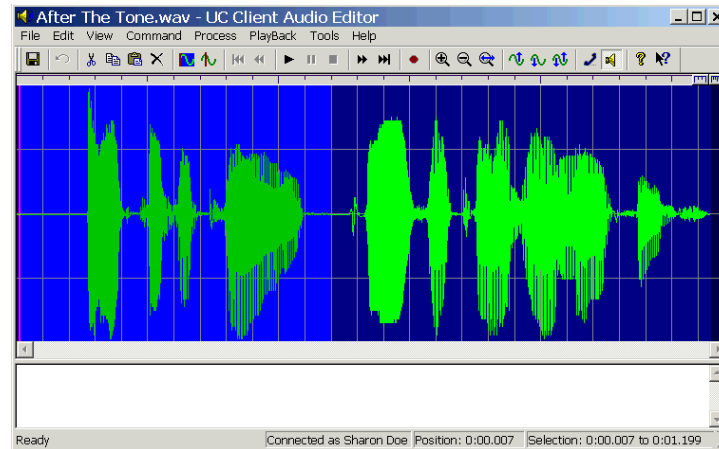 After The Tone.wav - UC Client Audio Editor
File Edit View Command Process PlayBack Tools Help
Ready Connected as Sharon Doe Position: 0:00.007 Selection: 0:00.007 to 0:01.199